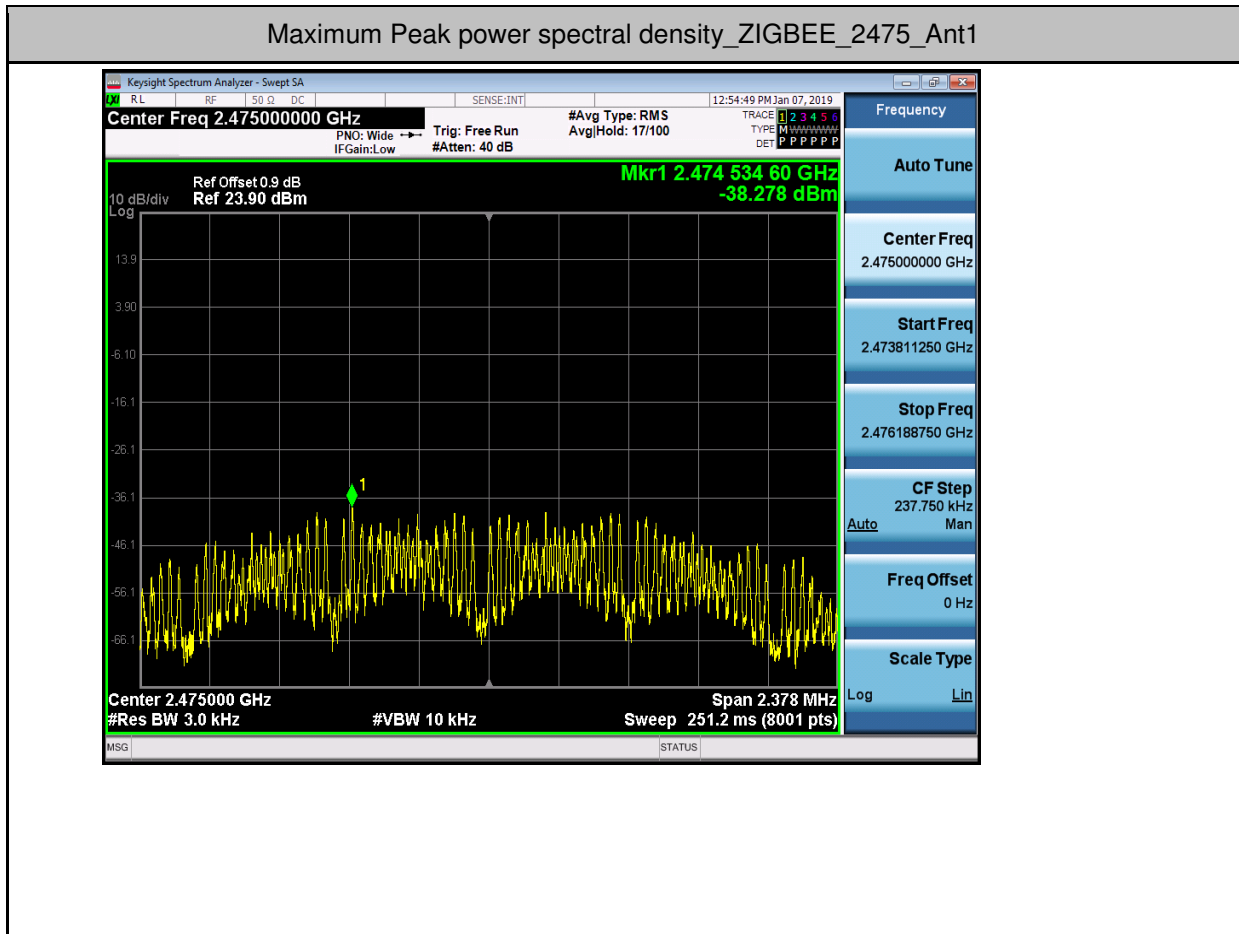 Maximum Peak power spectral density_ZIGBEE_2475_Ant1
Keysight Spectrum Analyzer - Swept SA
LXI RL RF 50 Ω DC SENSE:INT 12:54:49 PM Jan 07, 2019
Center Freq 2.475000000 GHz
PNO: Wide
IFGain:Low
Trig: Free Run
#Atten: 40 dB
#Avg Type: RMS
Avg|Hold: 17/100
TRACE 1 2 3 4 5 6
TYPE M WWWWW
DET P P P P P P
Mkr1 2.474 534 60 GHz
-38.278 dBm
Ref Offset 0.9 dB
10 dB/div Ref 23.90 dBm
Log
13.9
3.90
-6.10
-16.1
-26.1
-36.1
-46.1
-56.1
-66.1
1
Center 2.475000 GHz Span 2.378 MHz
#Res BW 3.0 kHz #VBW 10 kHz Sweep 251.2 ms (8001 pts)
MSG STATUS
Frequency
Auto Tune
Center Freq
2.475000000 GHz
Start Freq
2.473811250 GHz
Stop Freq
2.476188750 GHz
CF Step
237.750 kHz
Auto Man
Freq Offset
0 Hz
Scale Type
Log Lin